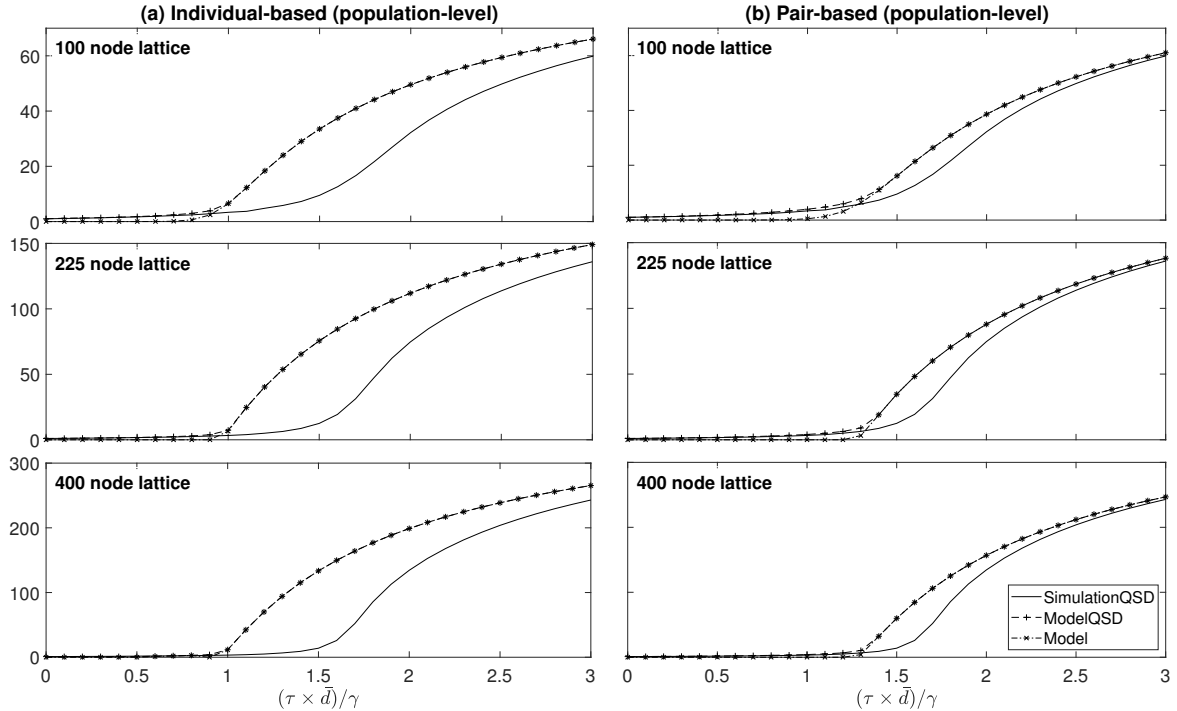 (a) Individual-based (population-level)
100 node lattice
60
40
20
0
225 node lattice
150
100
50
0
400 node lattice
300
200
100
0
0 0.5 1 1.5 2 2.5 3
(τ × d̄)/γ
(b) Pair-based (population-level)
100 node lattice
225 node lattice
400 node lattice
SimulationQSD
ModelQSD
Model
0 0.5 1 1.5 2 2.5 3
(τ × d̄)/γ